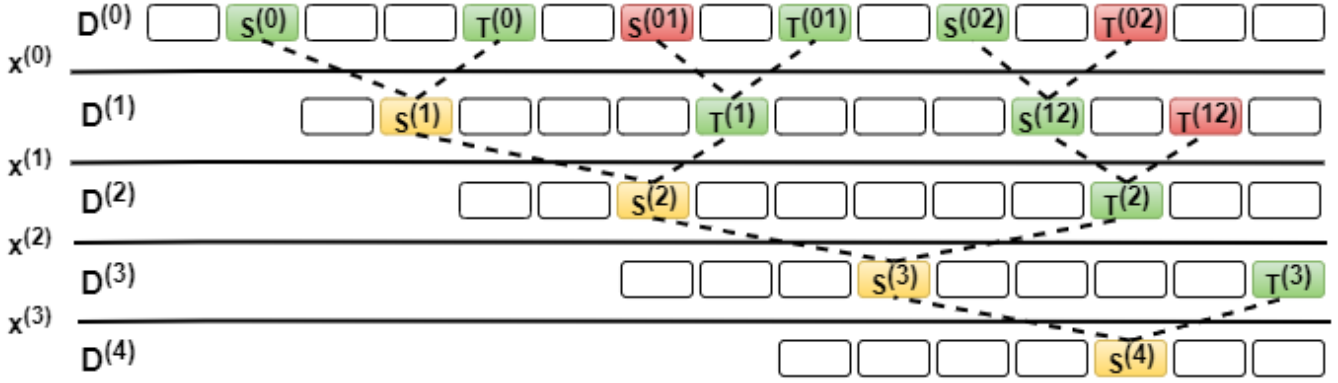 D(0) S(0) T(0) S(01) T(01) S(02) T(02)
x(0)
D(1) S(1) T(1) S(12) T(12)
x(1)
D(2) S(2) T(2)
x(2)
D(3) S(3) T(3)
x(3)
D(4) S(4)